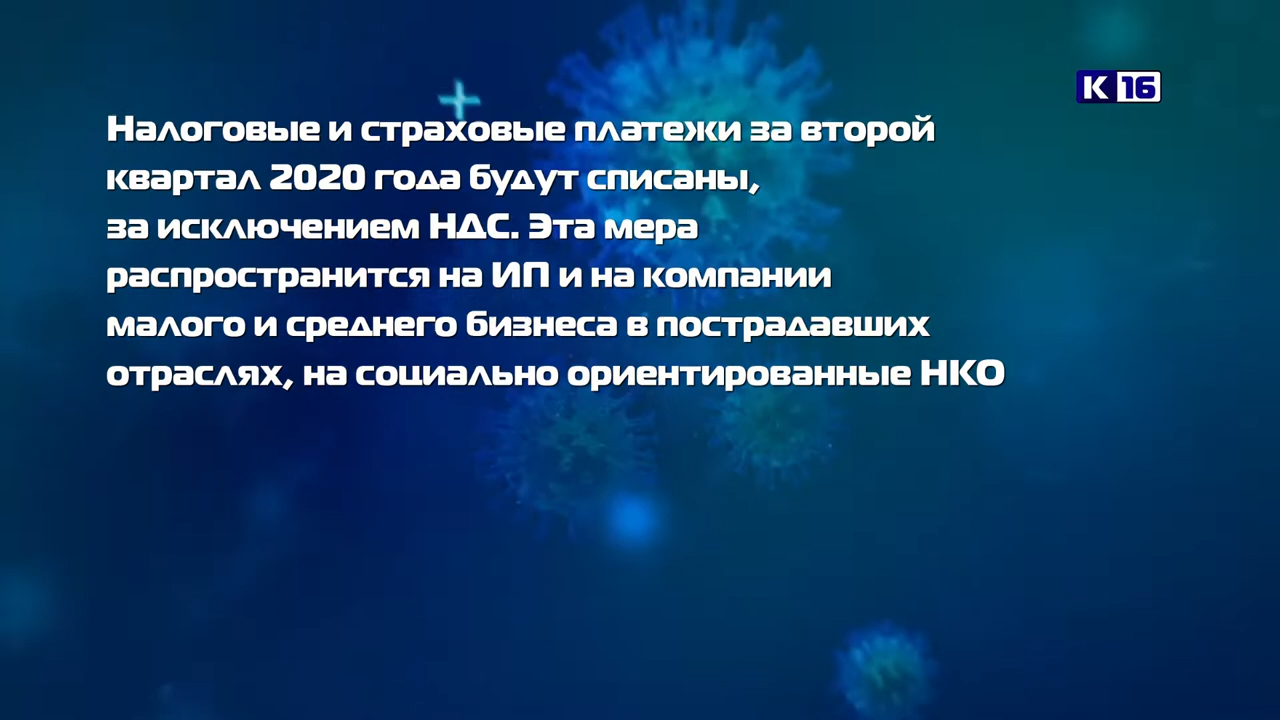 К 16
Налоговые и страховые платежи за второй
квартал 2020 года будут списаны,
за исключением НДС. Эта мера
распространится на ИП и на компании
малого и среднего бизнеса в пострадавших
отраслях, на социально ориентированные НКО